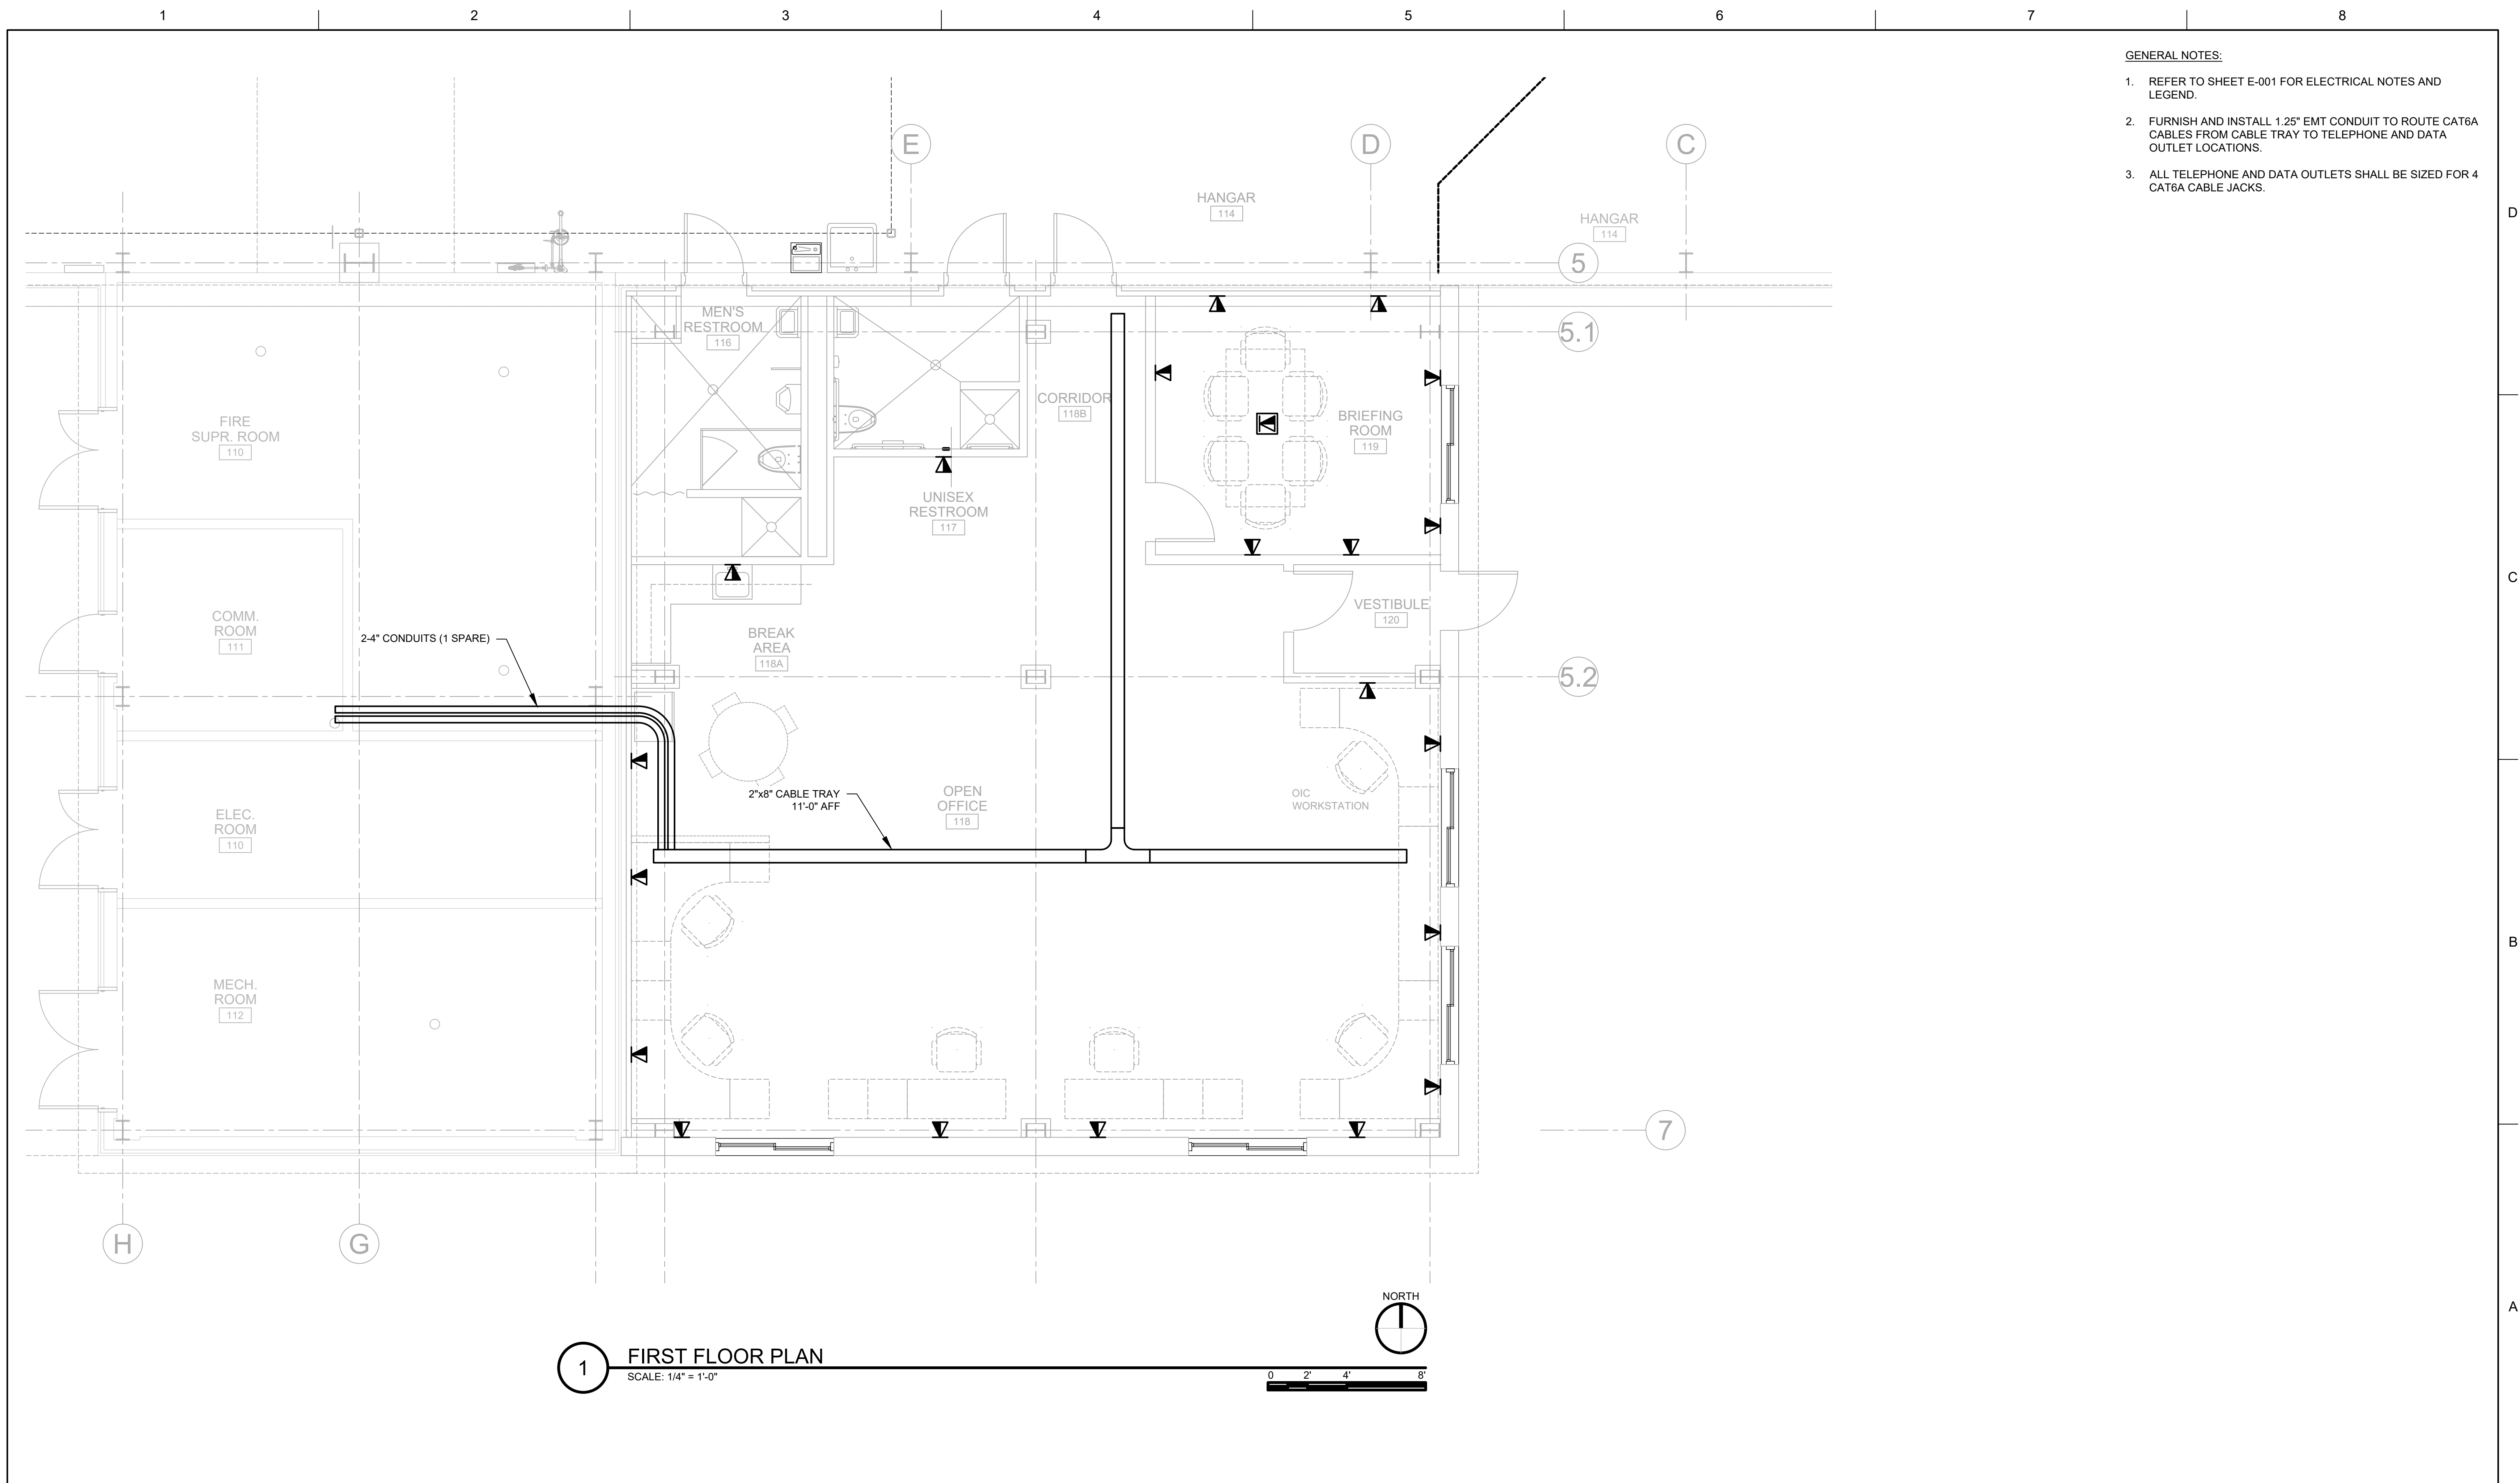 1 2 3 4 5 6 7 8
GENERAL NOTES:
1. REFER TO SHEET E-001 FOR ELECTRICAL NOTES AND
LEGEND.
2. FURNISH AND INSTALL 1.25" EMT CONDUIT TO ROUTE CAT6A
CABLES FROM CABLE TRAY TO TELEPHONE AND DATA
OUTLET LOCATIONS.
3. ALL TELEPHONE AND DATA OUTLETS SHALL BE SIZED FOR 4
CAT6A CABLE JACKS.
E
D
C
HANGAR
114
HANGAR
114
D
5
MEN'S
RESTROOM
116
5.1
CORRIDOR
118B
FIRE
SUPR. ROOM
110
BRIEFING
ROOM
119
UNISEX
RESTROOM
117
C
COMM.
ROOM
111
2-4" CONDUITS (1 SPARE)
BREAK
AREA
118A
VESTIBULE
120
5.2
2"x8" CABLE TRAY
11'-0" AFF
OPEN
OFFICE
118
OIC
WORKSTATION
ELEC.
ROOM
110
B
MECH.
ROOM
112
7
H
G
NORTH
A
1
FIRST FLOOR PLAN
SCALE: 1/4" = 1'-0"
0 2' 4' 8'